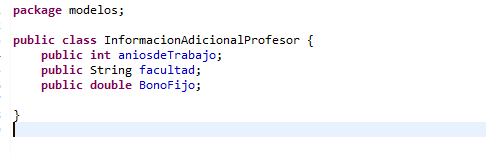 package modelos;
public class InformacionAdicionalProfesor {
public int aniosdeTrabajo;
public String facultad;
public double BonoFijo;
}